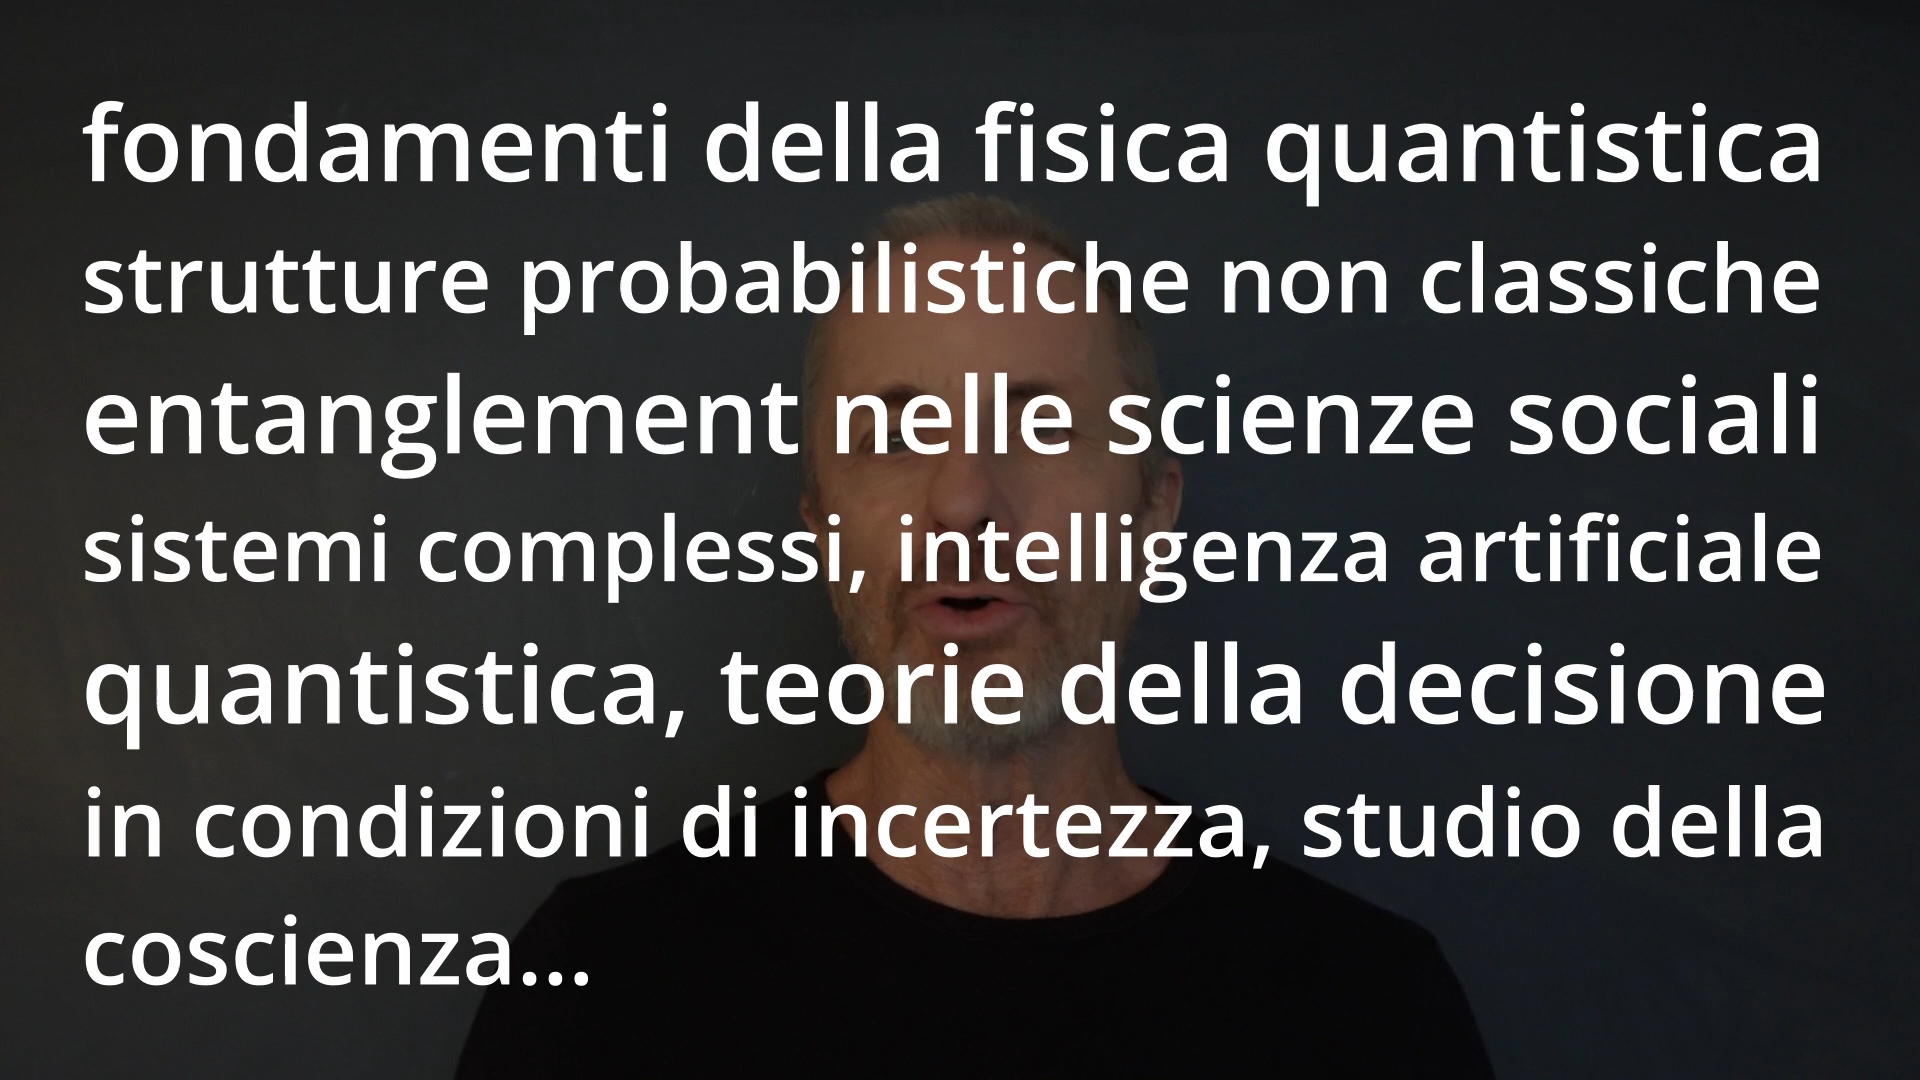 fondamenti della fisica quantistica
strutture probabilistiche non classiche
entanglement nelle scienze sociali
sistemi complessi, intelligenza artificiale
quantistica, teorie della decisione
in condizioni di incertezza, studio della
coscienza...